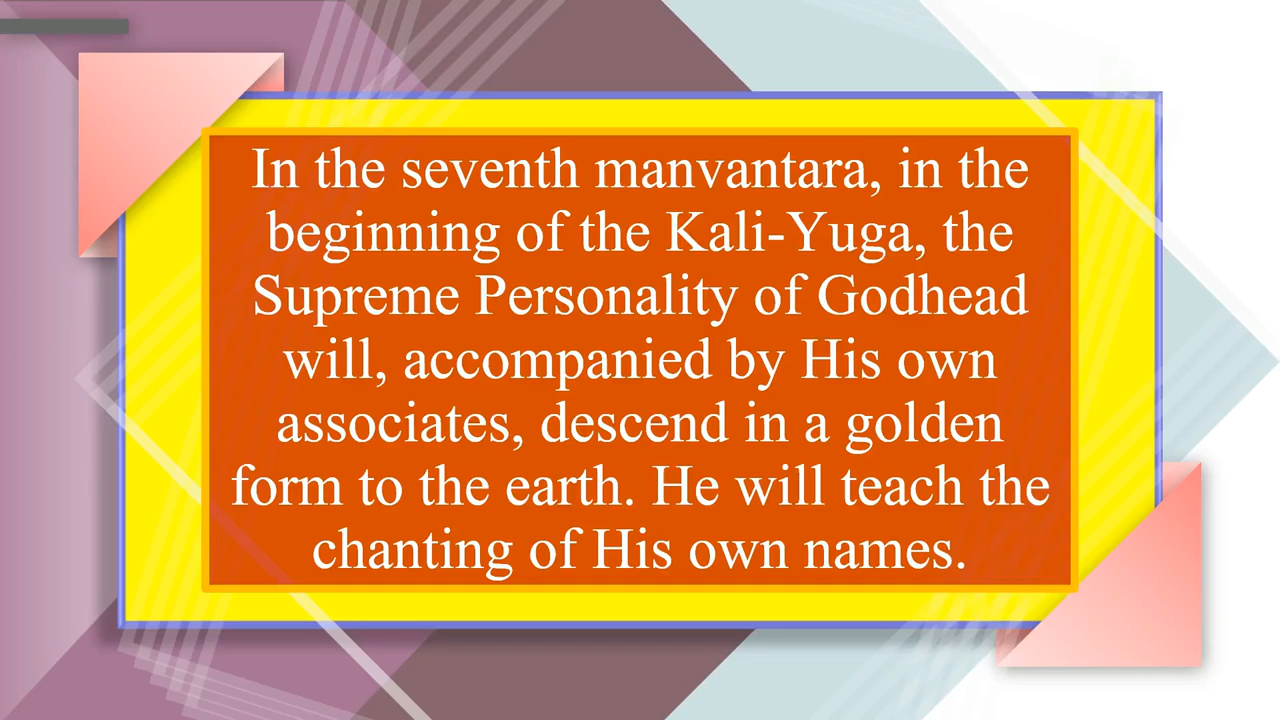 In the seventh manvantara, in the
beginning of the Kali-Yuga, the
Supreme Personality of Godhead
will, accompanied by His own
associates, descend in a golden
form to the earth. He will teach the
chanting of His own names.